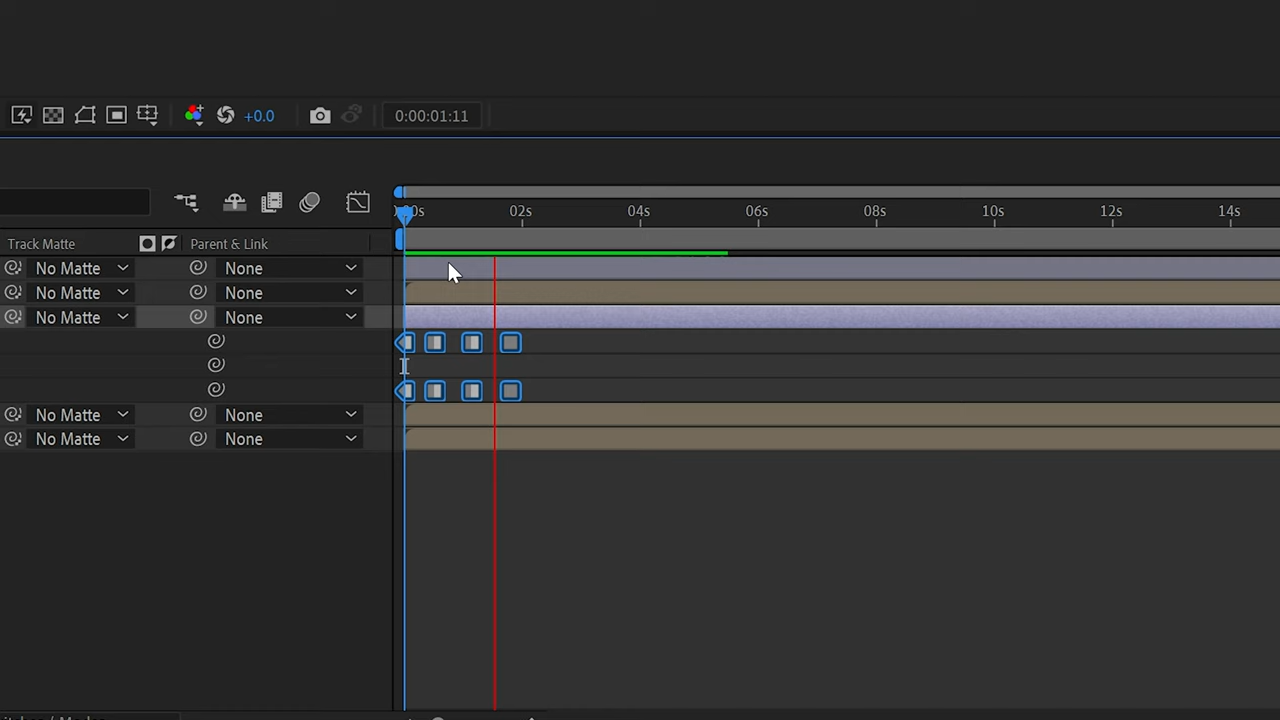 +0.0 0:00:01:11
0s 02s 04s 06s 08s 10s 12s 14s
Track Matte Parent & Link
No Matte None
No Matte None
No Matte None
No Matte None
No Matte None